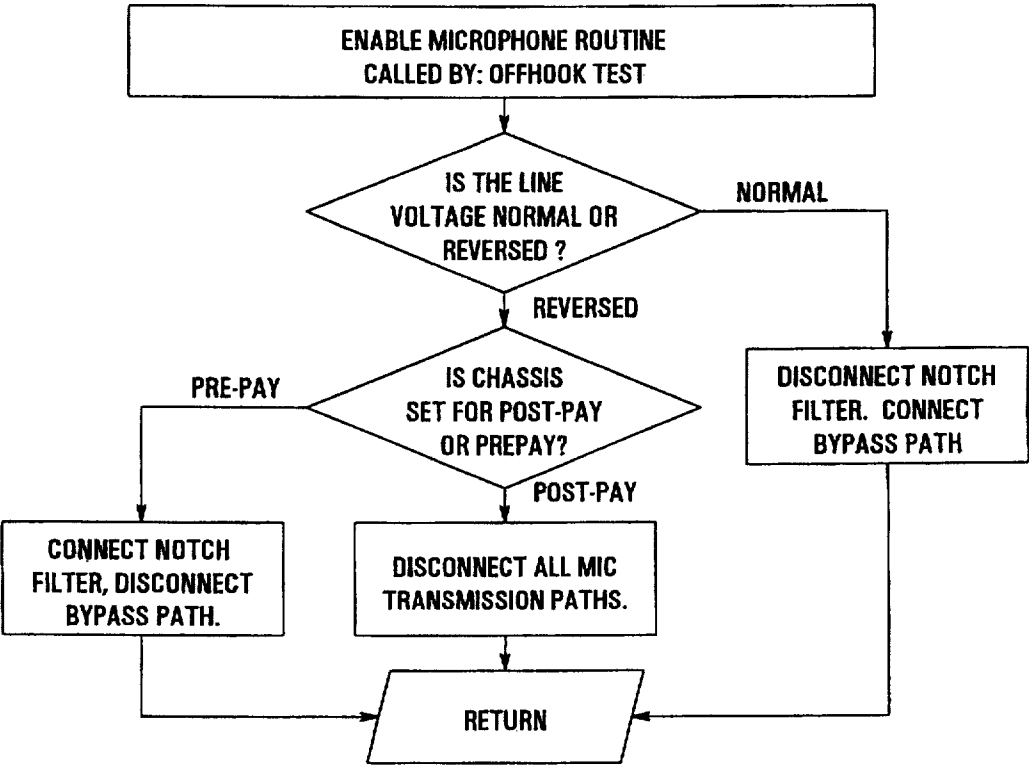 ENABLE MICROPHONE ROUTINE
CALLED BY: OFFHOOK TEST
IS THE LINE
VOLTAGE NORMAL OR
REVERSED ?
NORMAL
REVERSED
DISCONNECT NOTCH
FILTER. CONNECT
BYPASS PATH
IS CHASSIS
SET FOR POST-PAY
OR PREPAY?
PRE-PAY
POST-PAY
CONNECT NOTCH
FILTER, DISCONNECT
BYPASS PATH.
DISCONNECT ALL MIC
TRANSMISSION PATHS.
RETURN